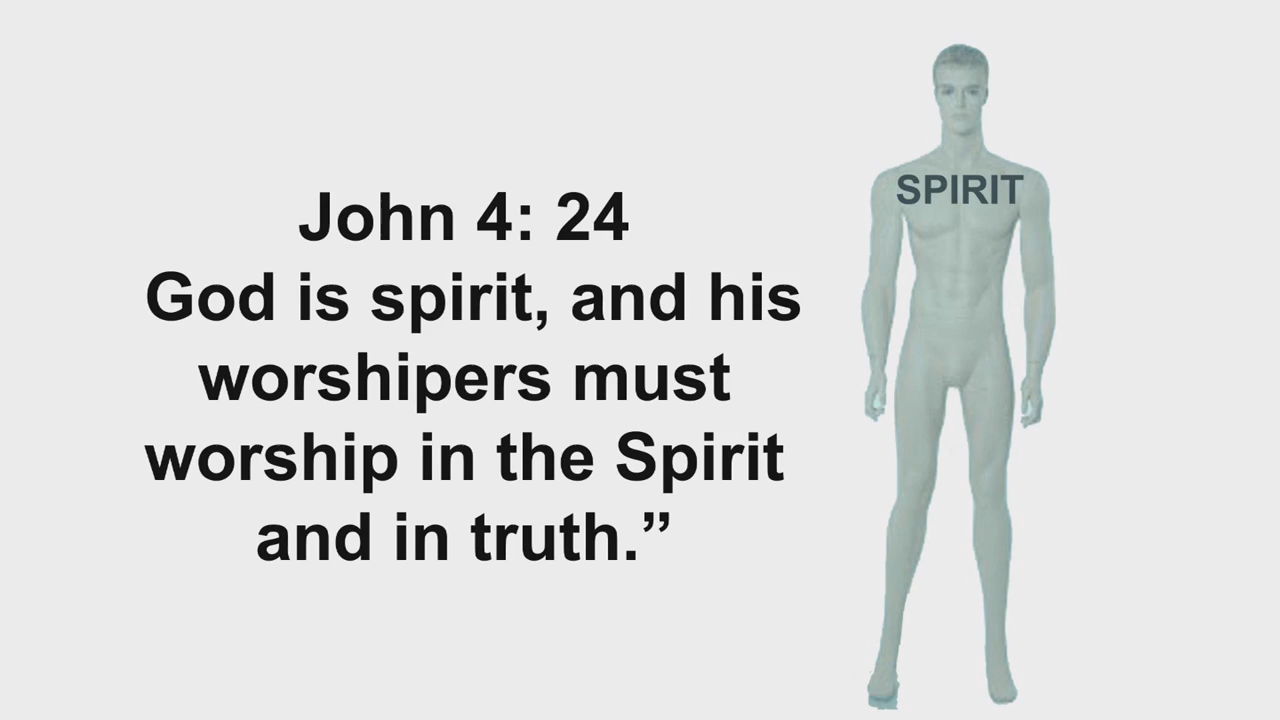 John 4: 24
God is spirit, and his
worshipers must
worship in the Spirit
and in truth.”
SPIRIT